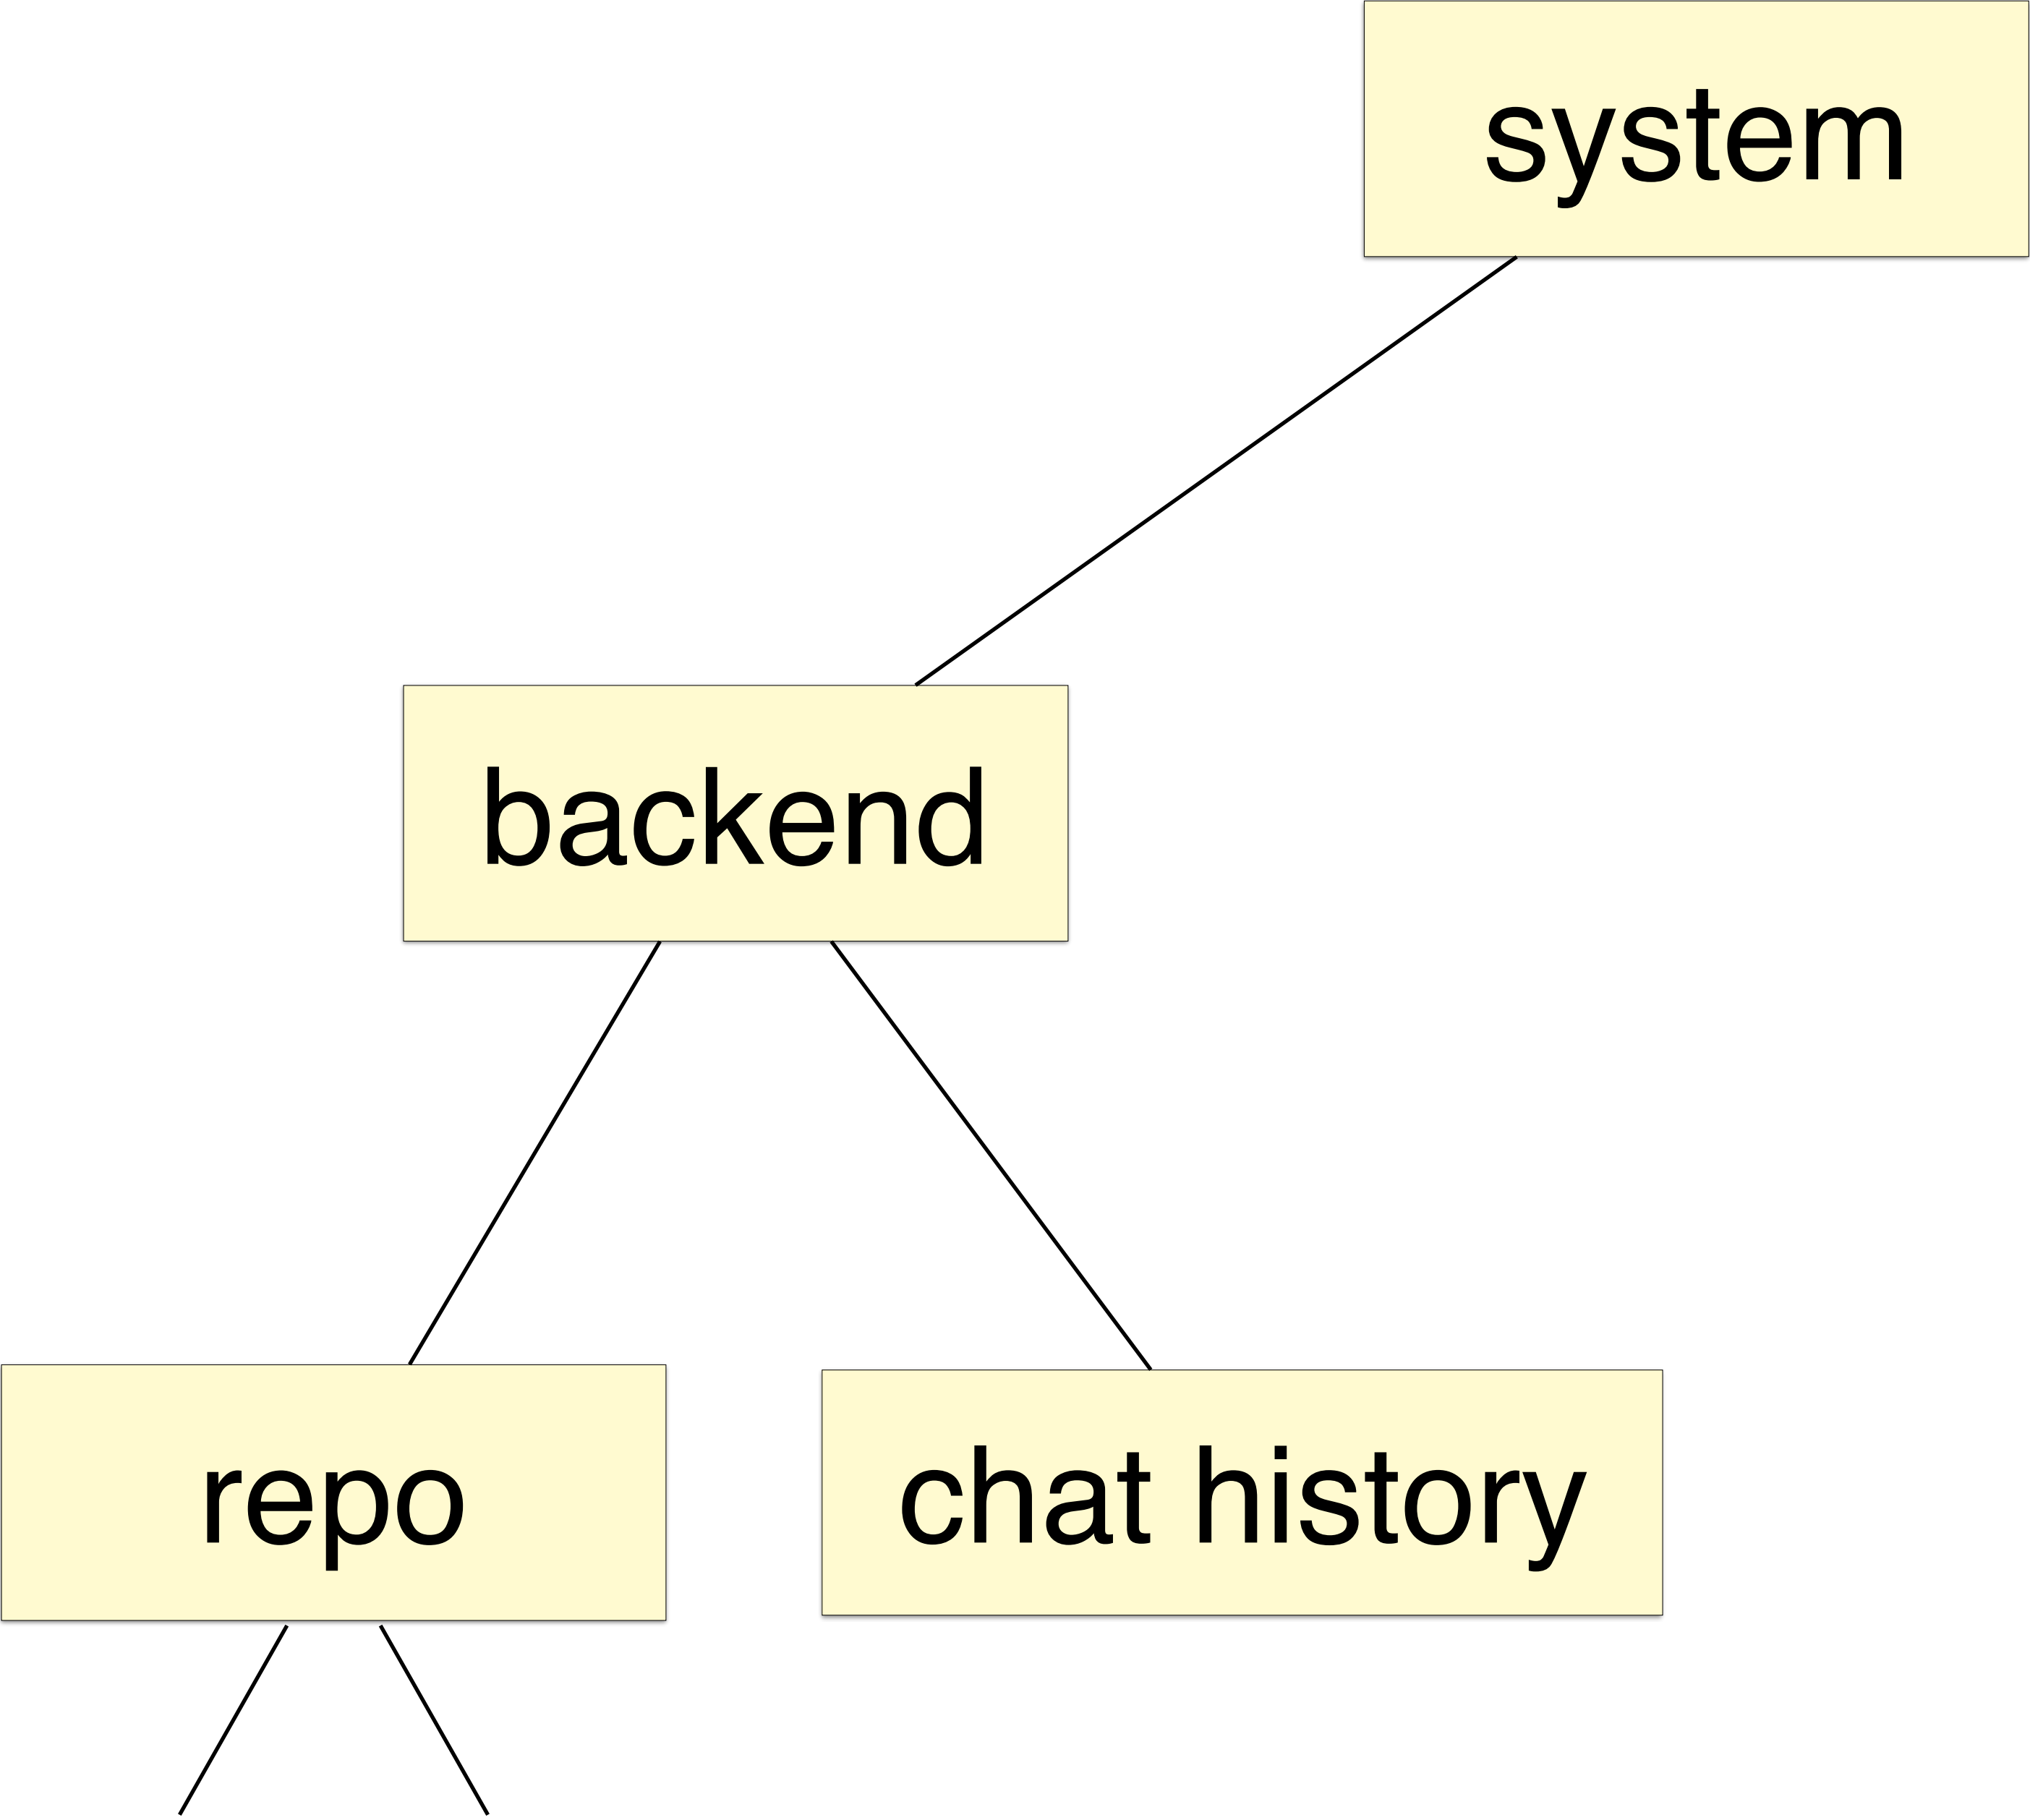 system
backend
repo
chat history